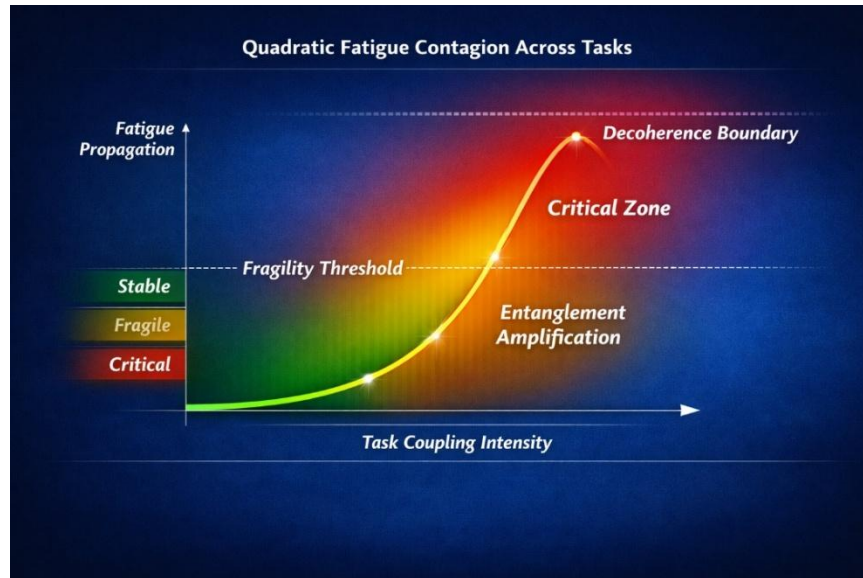 Quadratic Fatigue Contagion Across Tasks
Fatigue
Propagation
Decoherence Boundary
Critical Zone
Fragility Threshold
Stable
Fragile
Critical
Entanglement
Amplification
Task Coupling Intensity